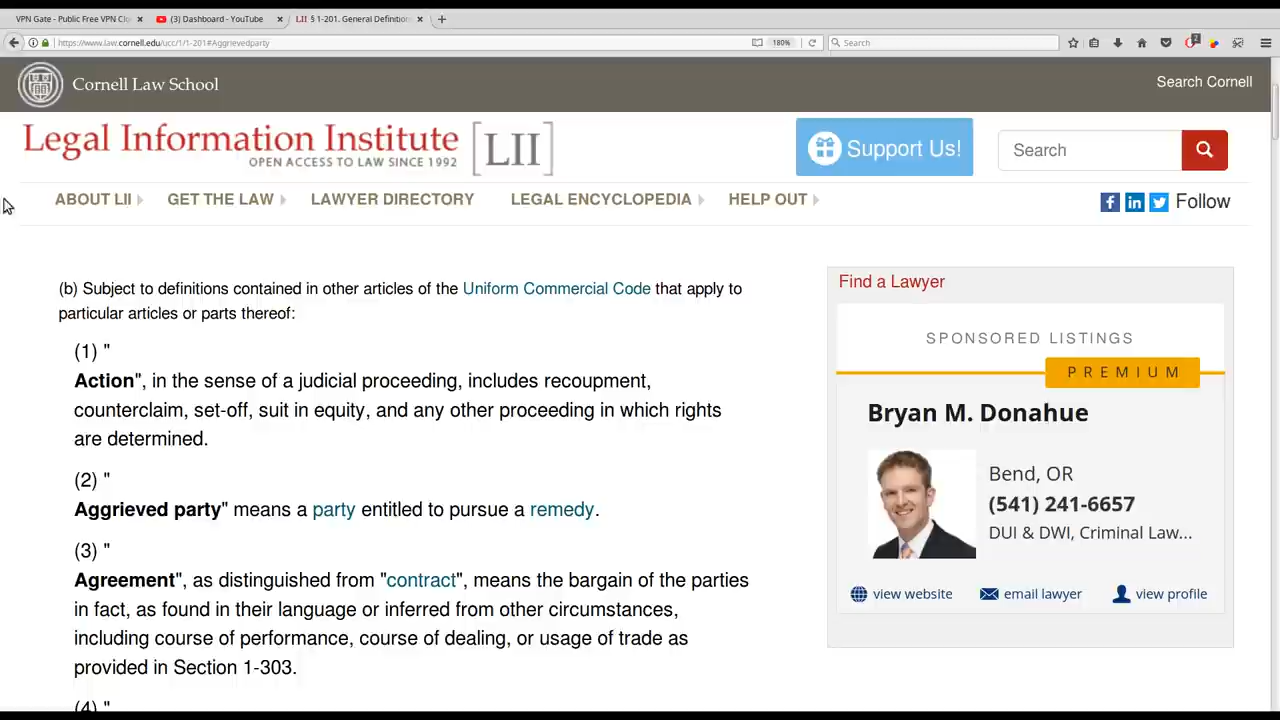 VPN Gate - Public Free VPN Clo
(3) Dashboard - YouTube
LII § 1-201. General Definition
https://www.law.cornell.edu/ucc/1/1-201#Aggrievedparty
180%
Search
2
Cornell Law School
Search Cornell
Legal Information Institute [LII]
OPEN ACCESS TO LAW SINCE 1992
Support Us!
Search
ABOUT LII
GET THE LAW
LAWYER DIRECTORY
LEGAL ENCYCLOPEDIA
HELP OUT
Follow
(b) Subject to definitions contained in other articles of the Uniform Commercial Code that apply to
particular articles or parts thereof:
(1) "
Action", in the sense of a judicial proceeding, includes recoupment,
counterclaim, set-off, suit in equity, and any other proceeding in which rights
are determined.
(2) "
Aggrieved party" means a party entitled to pursue a remedy.
(3) "
Agreement", as distinguished from "contract", means the bargain of the parties
in fact, as found in their language or inferred from other circumstances,
including course of performance, course of dealing, or usage of trade as
provided in Section 1-303.
(4) "
Find a Lawyer
SPONSORED LISTINGS
PREMIUM
Bryan M. Donahue
Bend, OR
(541) 241-6657
DUI & DWI, Criminal Law...
view website
email lawyer
view profile